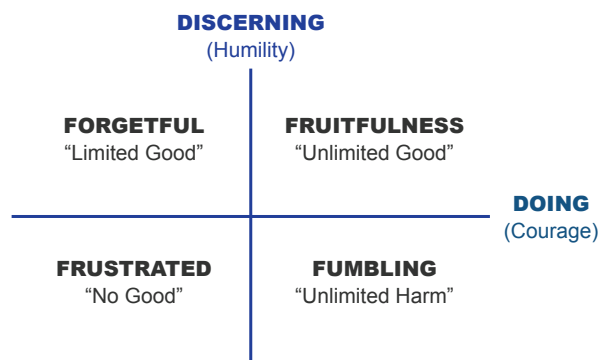 DISCERNING
(Humility)
FORGETFUL
“Limited Good”
FRUITFULNESS
“Unlimited Good”
DOING
(Courage)
FRUSTRATED
“No Good”
FUMBLING
“Unlimited Harm”